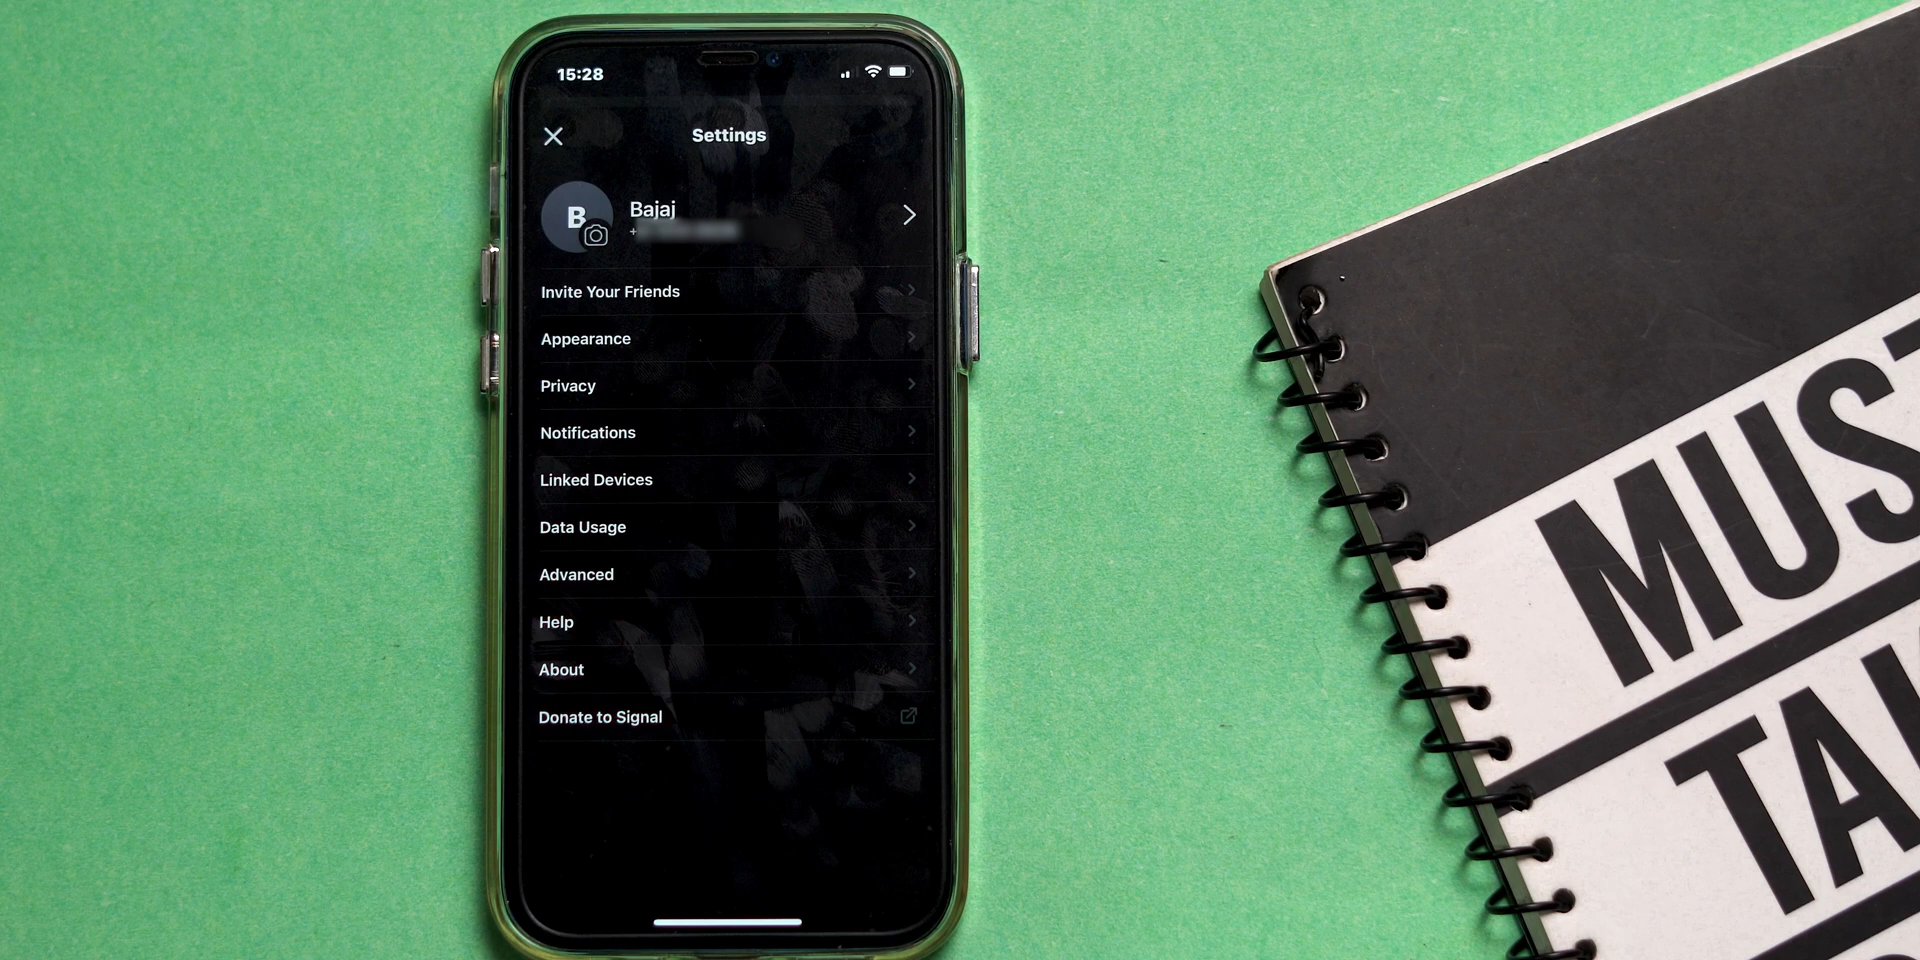 15:28
Settings
B
Bajaj
+
Invite Your Friends
Appearance
Privacy
Notifications
Linked Devices
Data Usage
Advanced
Help
About
Donate to Signal
MUST
TA